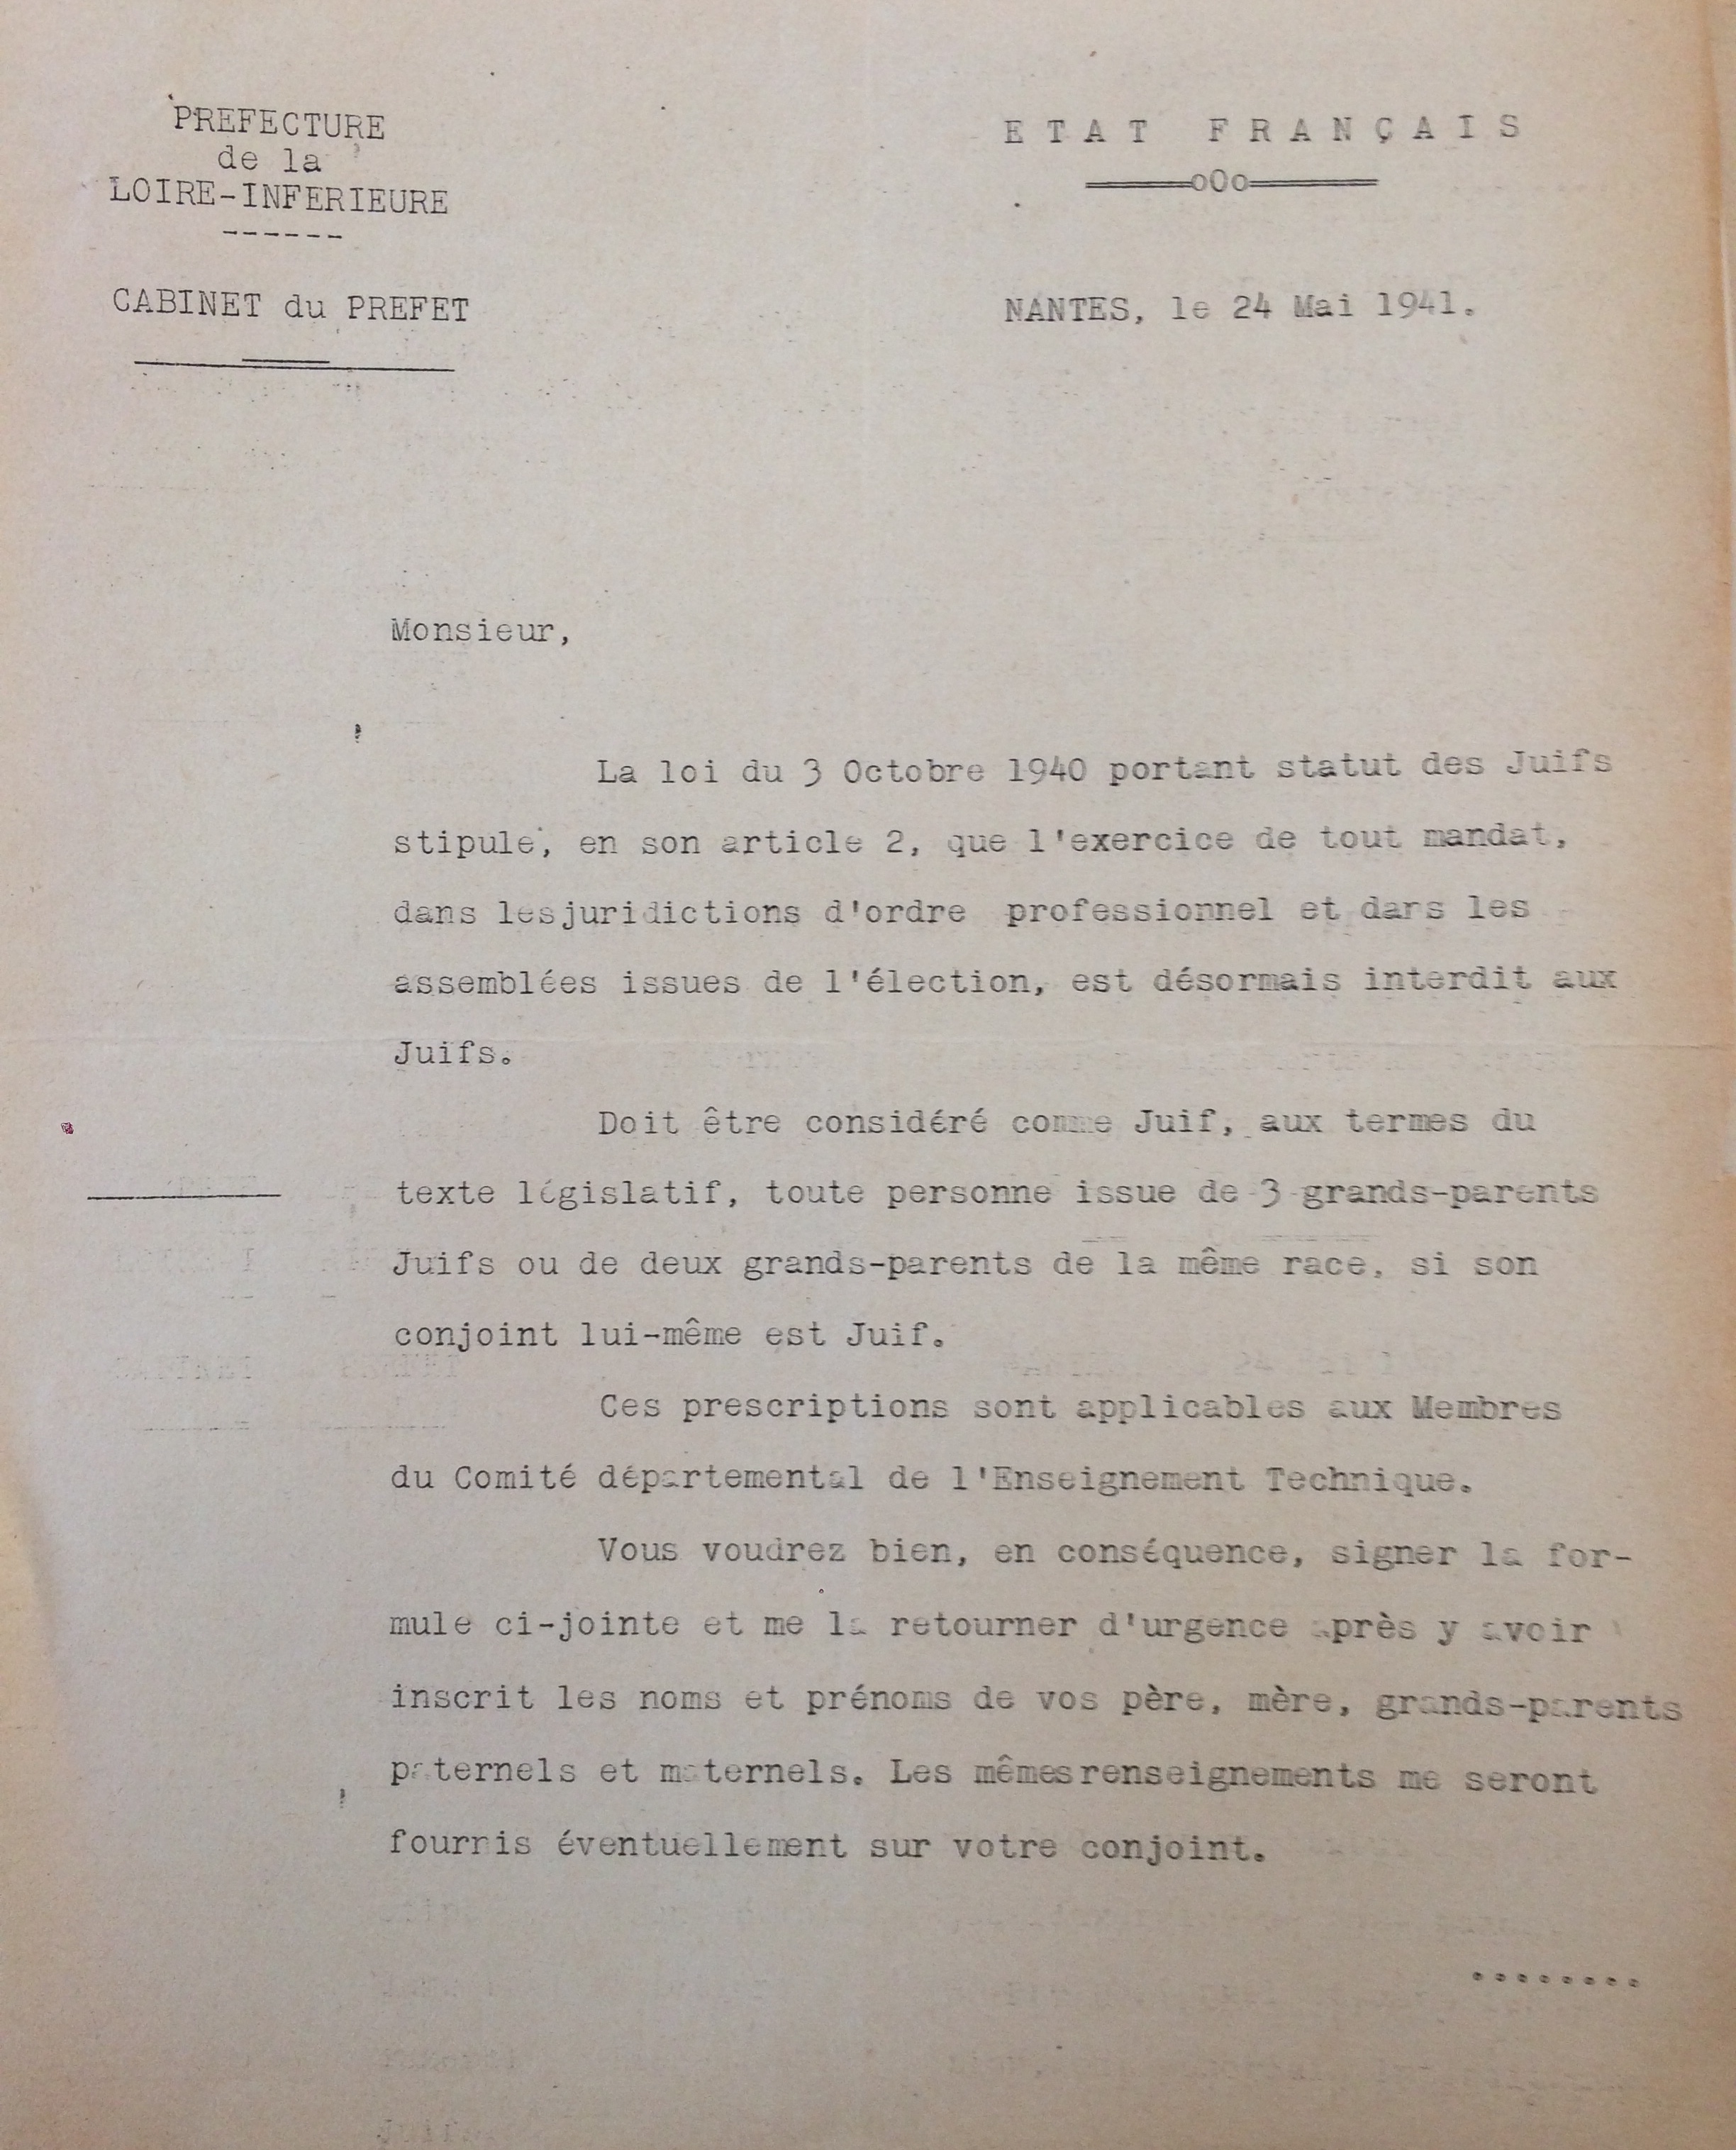 PREFECTURE
de la
LOIRE-INFERIEURE
------
CABINET du PREFET
ETAT FRANÇAIS
oOo
NANTES, le 24 Mai 1941.
Monsieur,
La loi du 3 Octobre 1940 portant statut des Juifs
stipule, en son article 2, que l'exercice de tout mandat,
dans lesjuridictions d'ordre professionnel et dans les
assemblées issues de l'élection, est désormais interdit aux
Juifs.
Doit être considéré comme Juif, aux termes du
texte législatif, toute personne issue de 3 grands-parents
Juifs ou de deux grands-parents de la même race, si son
conjoint lui-même est Juif.
Ces prescriptions sont applicables aux Membres
du Comité départemental de l'Enseignement Technique.
Vous voudrez bien, en conséquence, signer la for-
mule ci-jointe et me la retourner d'urgence après y avoir
inscrit les noms et prénoms de vos père, mère, grands-parents
paternels et maternels. Les mêmesrenseignements me seront
fournis éventuellement sur votre conjoint.
........